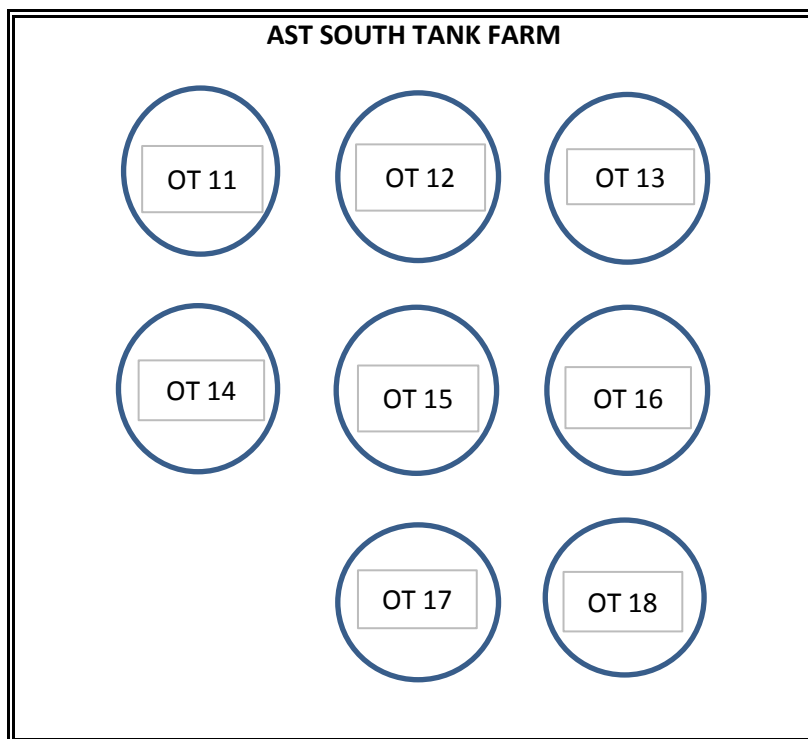 AST SOUTH TANK FARM
OT 11
OT 12
OT 13
OT 14
OT 15
OT 16
OT 17
OT 18